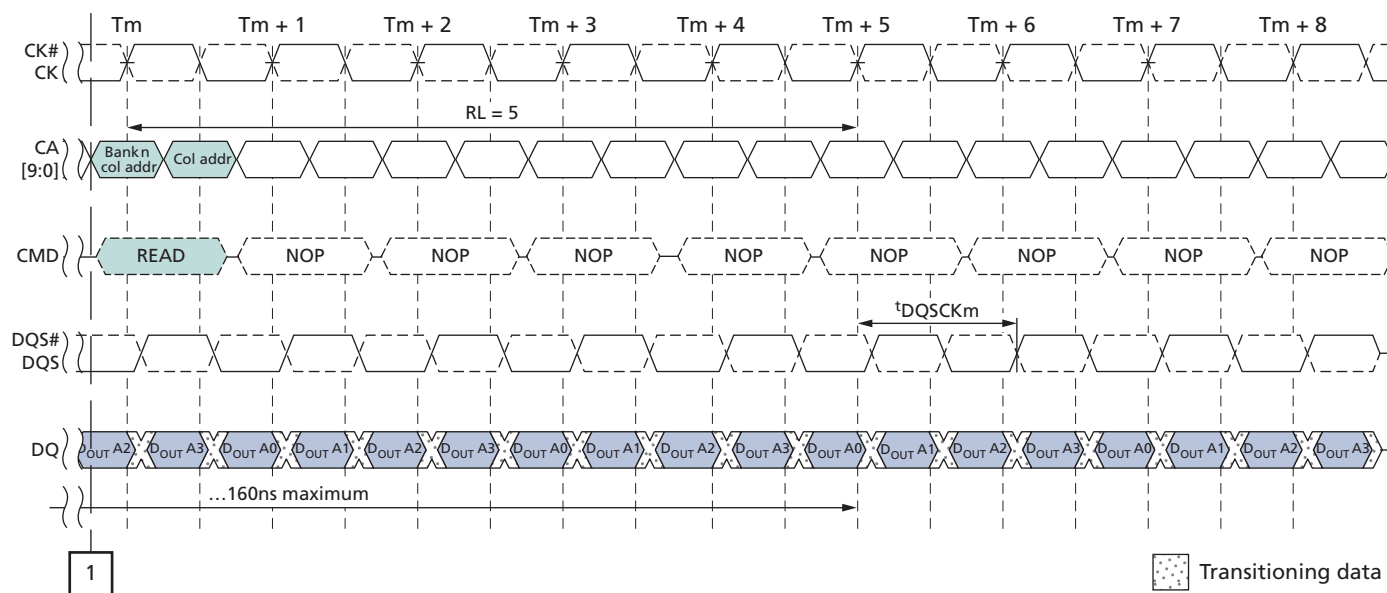 Tm Tm + 1 Tm + 2 Tm + 3 Tm + 4 Tm + 5 Tm + 6 Tm + 7 Tm + 8
CK#
CK
RL = 5
CA
[9:0]
Bank n
col addr
Col addr
CMD READ NOP NOP NOP NOP NOP NOP NOP NOP
tDQSCKm
DQS#
DQS
DQ DOUT A2 DOUT A3 DOUT A0 DOUT A1 DOUT A2 DOUT A3 DOUT A0 DOUT A1 DOUT A2 DOUT A3 DOUT A0 DOUT A1 DOUT A2 DOUT A3 DOUT A0 DOUT A1 DOUT A2 DOUT A3
...160ns maximum
1
Transitioning data